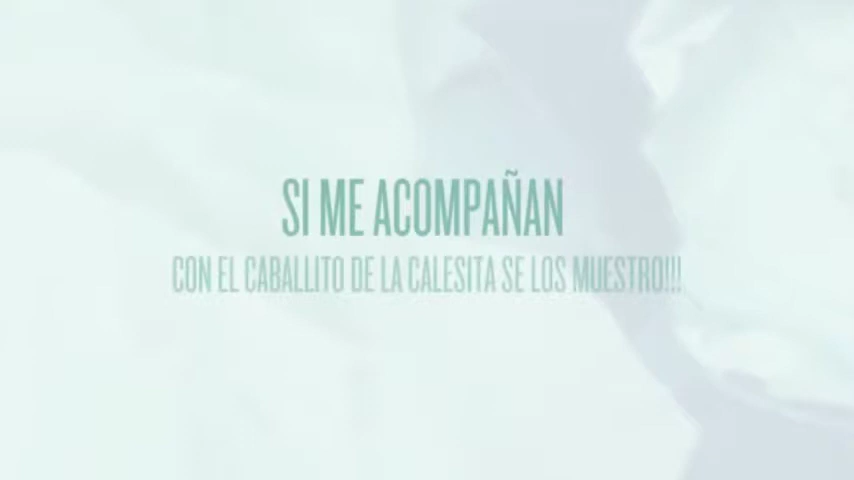 SI ME ACOMPAÑAN
CON EL CABALLITO DE LA CALESITA SE LOS MUESTRO!!!